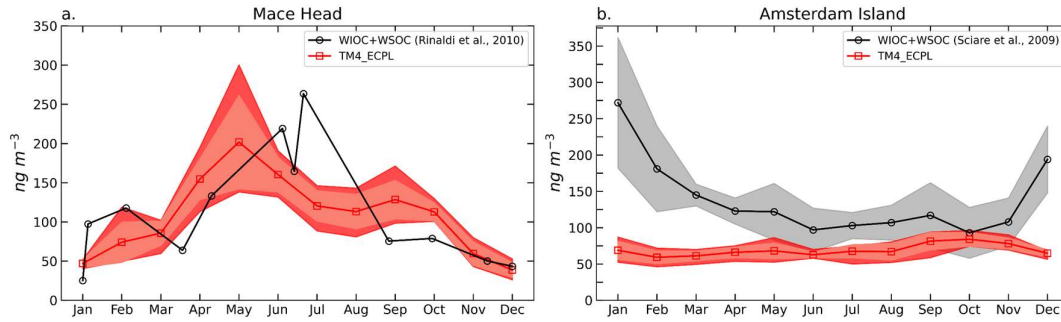 a.
Mace Head
WIOC+WSOC (Rinaldi et al., 2010)
TM4_ECPL
350
300
250
200
150
100
50
0
ng m⁻³
Jan Feb Mar Apr May Jun Jul Aug Sep Oct Nov Dec
b.
Amsterdam Island
WIOC+WSOC (Sciare et al., 2009)
TM4_ECPL
350
300
250
200
150
100
50
0
ng m⁻³
Jan Feb Mar Apr May Jun Jul Aug Sep Oct Nov Dec